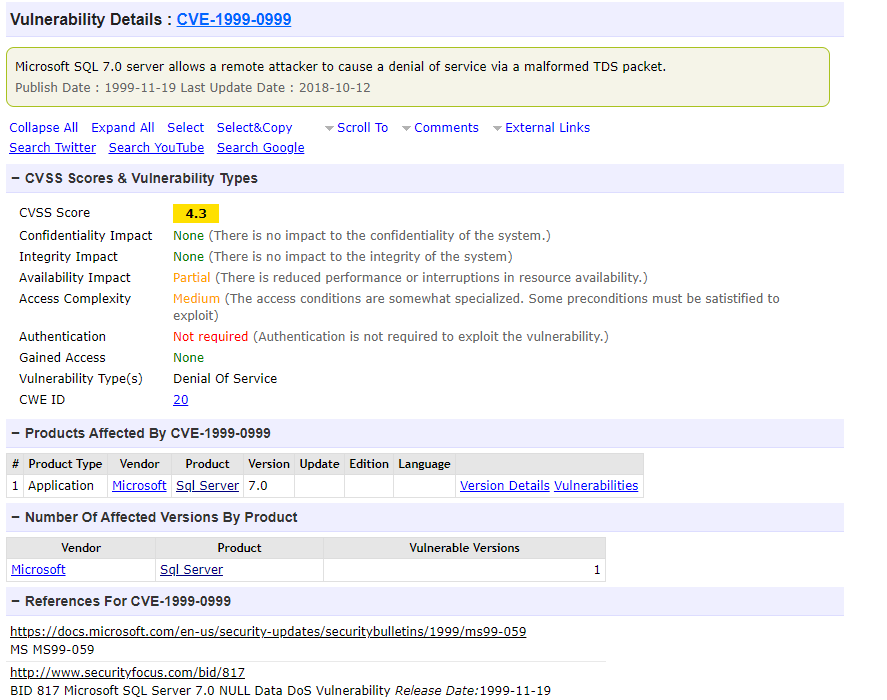 Vulnerability Details : CVE-1999-0999
Microsoft SQL 7.0 server allows a remote attacker to cause a denial of service via a malformed TDS packet.
Publish Date : 1999-11-19 Last Update Date : 2018-10-12
Collapse All Expand All Select Select&Copy Scroll To Comments External Links
Search Twitter Search YouTube Search Google
− CVSS Scores & Vulnerability Types
CVSS Score 4.3
Confidentiality Impact None (There is no impact to the confidentiality of the system.)
Integrity Impact None (There is no impact to the integrity of the system)
Availability Impact Partial (There is reduced performance or interruptions in resource availability.)
Access Complexity Medium (The access conditions are somewhat specialized. Some preconditions must be satistified to
exploit)
Authentication Not required (Authentication is not required to exploit the vulnerability.)
Gained Access None
Vulnerability Type(s) Denial Of Service
CWE ID 20
− Products Affected By CVE-1999-0999
# Product Type Vendor Product Version Update Edition Language
1 Application Microsoft Sql Server 7.0 Version Details Vulnerabilities
− Number Of Affected Versions By Product
Vendor Product Vulnerable Versions
Microsoft Sql Server 1
− References For CVE-1999-0999
https://docs.microsoft.com/en-us/security-updates/securitybulletins/1999/ms99-059
MS MS99-059
http://www.securityfocus.com/bid/817
BID 817 Microsoft SQL Server 7.0 NULL Data DoS Vulnerability Release Date:1999-11-19